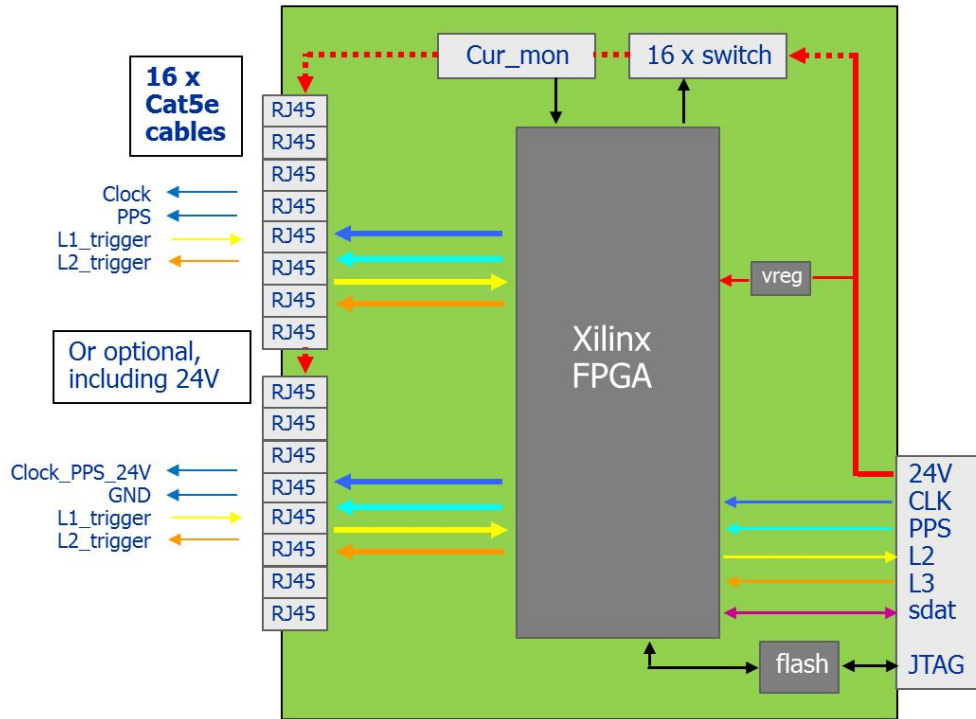 Cur_mon
16 x switch
16 x
Cat5e
cables
RJ45
RJ45
RJ45
RJ45
RJ45
RJ45
RJ45
RJ45
Clock
PPS
L1_trigger
L2_trigger
vreg
Xilinx
FPGA
Or optional,
including 24V
RJ45
RJ45
RJ45
RJ45
RJ45
RJ45
RJ45
RJ45
Clock_PPS_24V
GND
L1_trigger
L2_trigger
24V
CLK
PPS
L2
L3
sdat
flash
JTAG